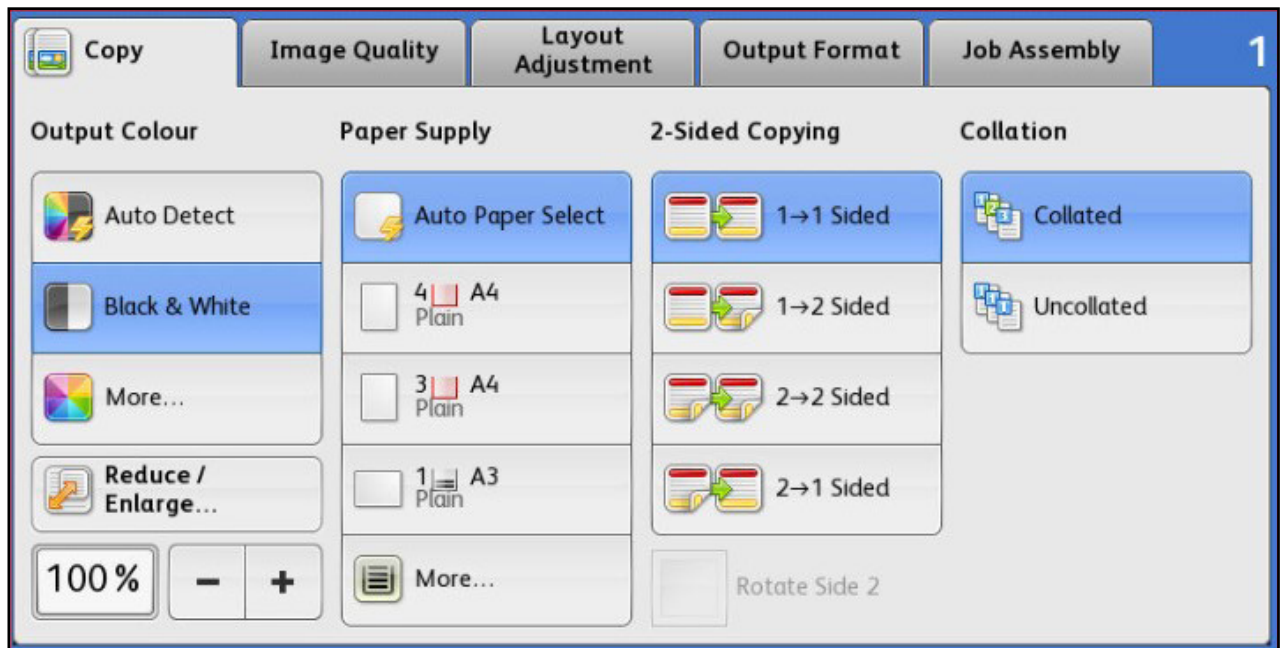 Copy
Image Quality
Layout
Adjustment
Output Format
Job Assembly
1
Output Colour
Auto Detect
Black & White
More...
Reduce /
Enlarge...
100%
−
+
Paper Supply
Auto Paper Select
4 A4
Plain
3 A4
Plain
1 A3
Plain
More...
2-Sided Copying
1→1 Sided
1→2 Sided
2→2 Sided
2→1 Sided
Rotate Side 2
Collation
Collated
Uncollated